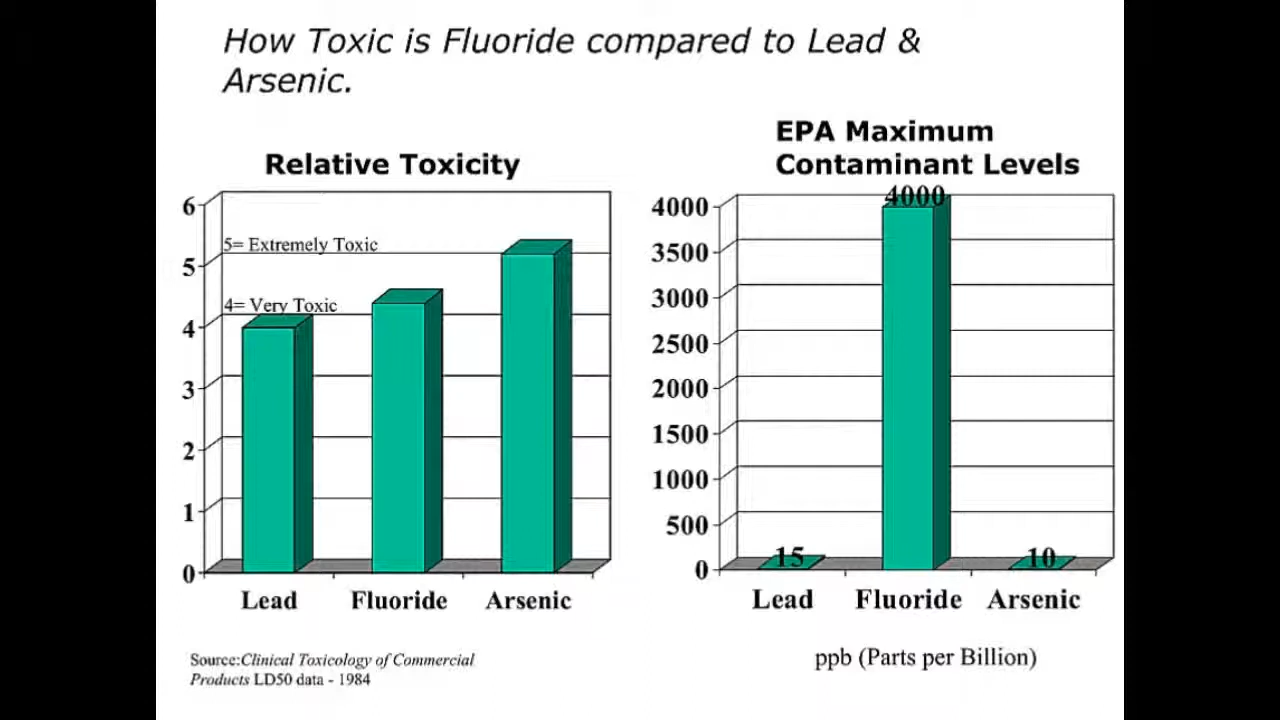 How Toxic is Fluoride compared to Lead &
Arsenic.
Relative Toxicity
6
5
4
3
2
1
0
5= Extremely Toxic
4= Very Toxic
Lead Fluoride Arsenic
Source:Clinical Toxicology of Commercial
Products LD50 data - 1984
EPA Maximum
Contaminant Levels
4000
3500
3000
2500
2000
1500
1000
500
0
15
4000
10
Lead Fluoride Arsenic
ppb (Parts per Billion)